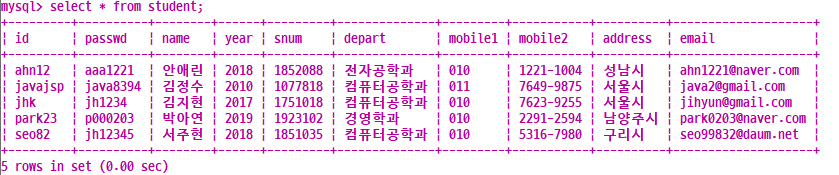 mysql> select * from student;
+---------+----------+--------+------+---------+--------------+---------+-----------+----------+--------------------+
| id      | passwd   | name   | year | snum    | depart       | mobile1 | mobile2   | address  | email              |
+---------+----------+--------+------+---------+--------------+---------+-----------+----------+--------------------+
| ahn12   | aaa1221  | 안애린 | 2018 | 1852088 | 전자공학과   | 010     | 1221-1004 | 성남시   | ahn1221@naver.com  |
| javajsp | java8394 | 김정수 | 2010 | 1077818 | 컴퓨터공학과 | 011     | 7649-9875 | 서울시   | java2@gmail.com    |
| jhk     | jh1234   | 김지현 | 2017 | 1751018 | 컴퓨터공학과 | 010     | 7623-9255 | 서울시   | jihyun@gmail.com   |
| park23  | p000203  | 박아연 | 2019 | 1923102 | 경영학과     | 010     | 2291-2594 | 남양주시 | park0203@naver.com |
| seo82   | jh12345  | 서주현 | 2018 | 1851035 | 컴퓨터공학과 | 010     | 5316-7980 | 구리시   | seo99832@daum.net  |
+---------+----------+--------+------+---------+--------------+---------+-----------+----------+--------------------+
5 rows in set (0.00 sec)